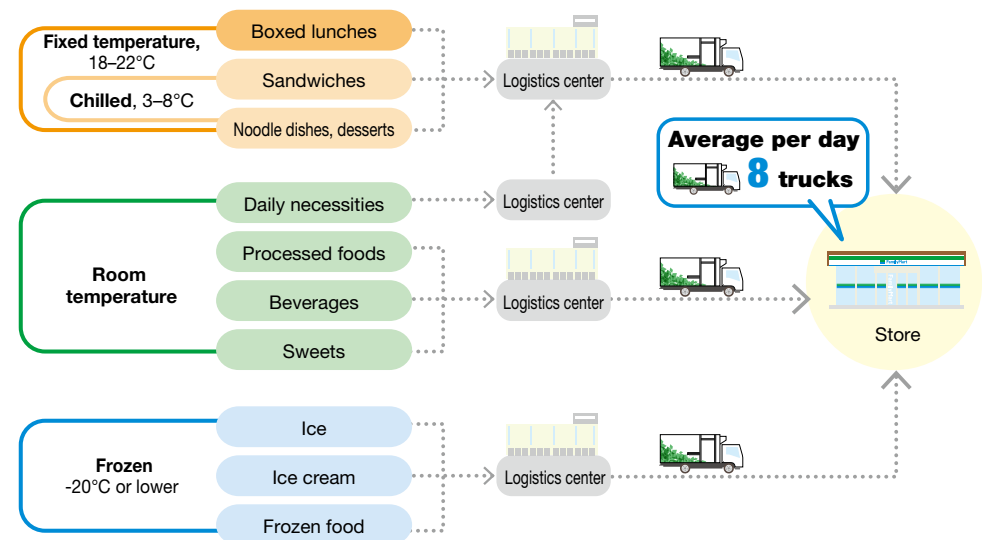 Fixed temperature,
18–22°C
Chilled, 3–8°C
Boxed lunches
Sandwiches
Noodle dishes, desserts
Logistics center
Average per day
8 trucks
Room
temperature
Daily necessities
Processed foods
Beverages
Sweets
Logistics center
Logistics center
FamilyMart
Store
Frozen
-20°C or lower
Ice
Ice cream
Frozen food
Logistics center